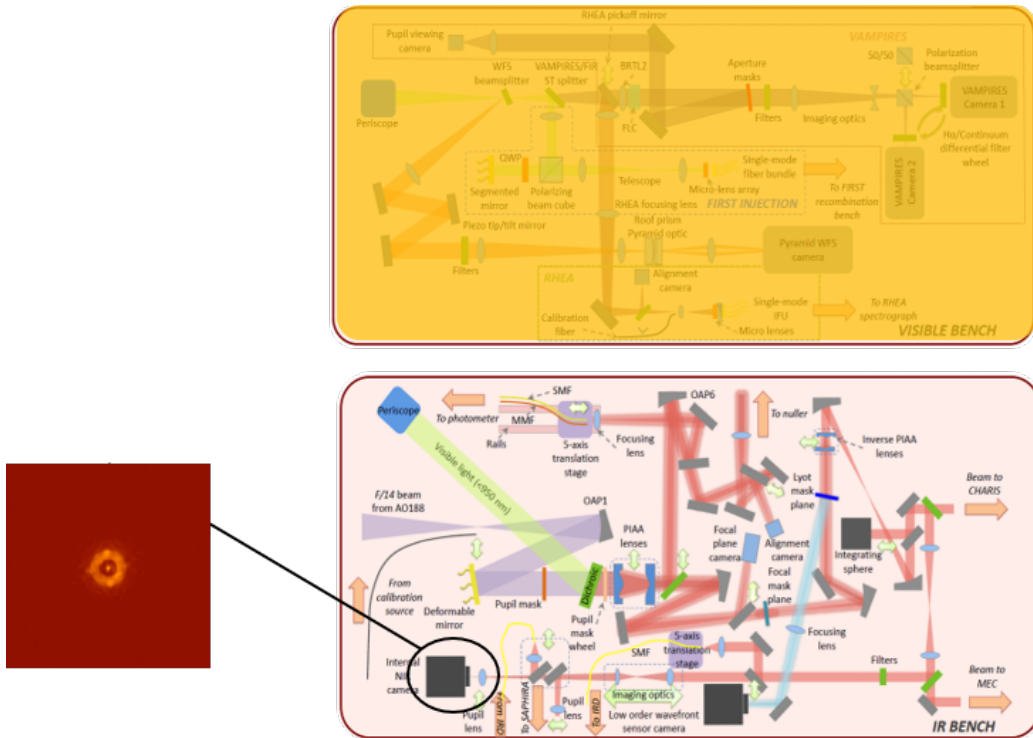 RHEA pickoff mirror
Pupil viewing
camera
WFS
beamsplitter
VAMPIRES/FIR
ST splitter
BRTL2
Aperture
masks
VAMPIRES
50/50
Polarization
beamsplitter
Periscope
FLC
Filters
Imaging optics
VAMPIRES
Camera 1
Hα/Continuum
differential filter
wheel
VAMPIRES
Camera 2
QWP
Segmented
mirror
Polarizing
beam cube
Telescope
Single-mode
fiber bundle
Micro-lens array
FIRST INJECTION
To FIRST
recombination
bench
RHEA focusing lens
Roof prism
Pyramid optic
Piezo tip/tilt mirror
Filters
Pyramid WFS
camera
RHEA
Alignment
camera
Calibration
fiber
Single-mode
IFU
Micro lenses
To RHEA
spectrograph
VISIBLE BENCH
Periscope
To photometer
SMF
MMF
Rails
5-axis
translation
stage
Focusing
lens
OAP6
To nuller
Inverse PIAA
lenses
Visible light (<950 nm)
F/14 beam
from AO188
OAP1
PIAA
lenses
Lyot
mask
plane
Beam to
CHARIS
Focal
plane
camera
Alignment
camera
Integrating
sphere
Focal
mask
plane
From
calibration
source
Deformable
mirror
Pupil mask
Dichroic
Pupil
mask
wheel
Focusing
lens
SMF
5-axis
translation
stage
Filters
Internal
NIR
camera
Pupil
lens
From IRD
To SAPHIRA
Pupil
lens
To IRD
Imaging optics
Low order wavefront
sensor camera
Beam to
MEC
IR BENCH